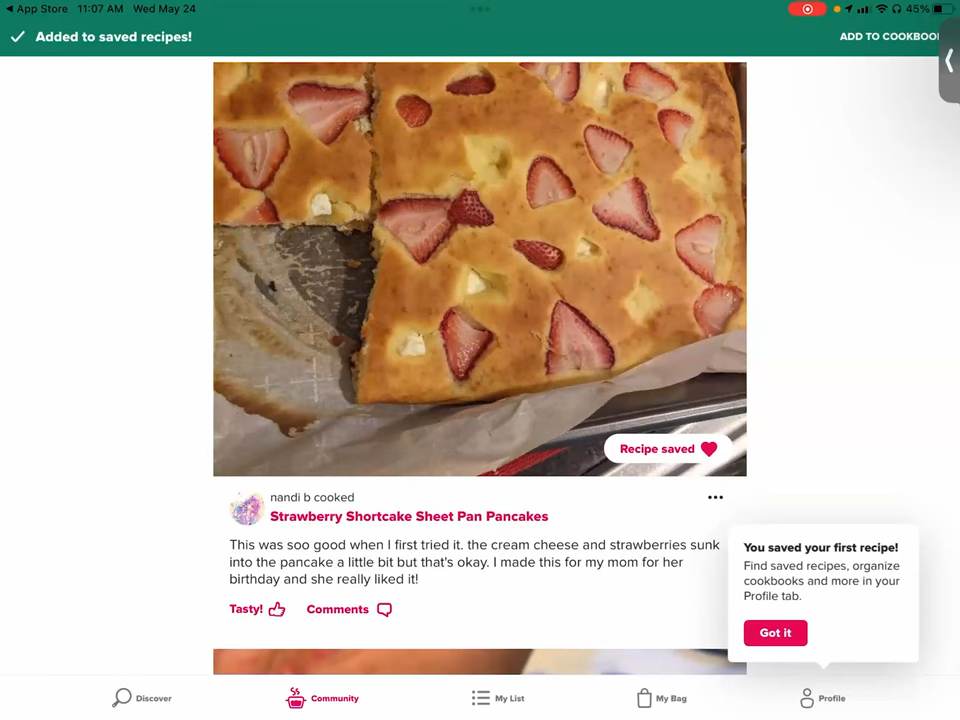 App Store 11:07 AM Wed May 24
45%
Added to saved recipes!
ADD TO COOKBOO
Recipe saved
nandi b cooked
Strawberry Shortcake Sheet Pan Pancakes
This was soo good when I first tried it. the cream cheese and strawberries sunk
into the pancake a little bit but that's okay. I made this for my mom for her
birthday and she really liked it!
Tasty! Comments
You saved your first recipe!
Find saved recipes, organize
cookbooks and more in your
Profile tab.
Got it
Discover Community My List My Bag Profile